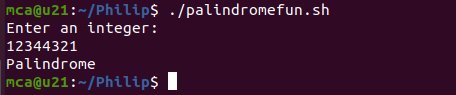 mca@u21:~/Philip$ ./palindromefun.sh
Enter an integer:
12344321
Palindrome
mca@u21:~/Philip$